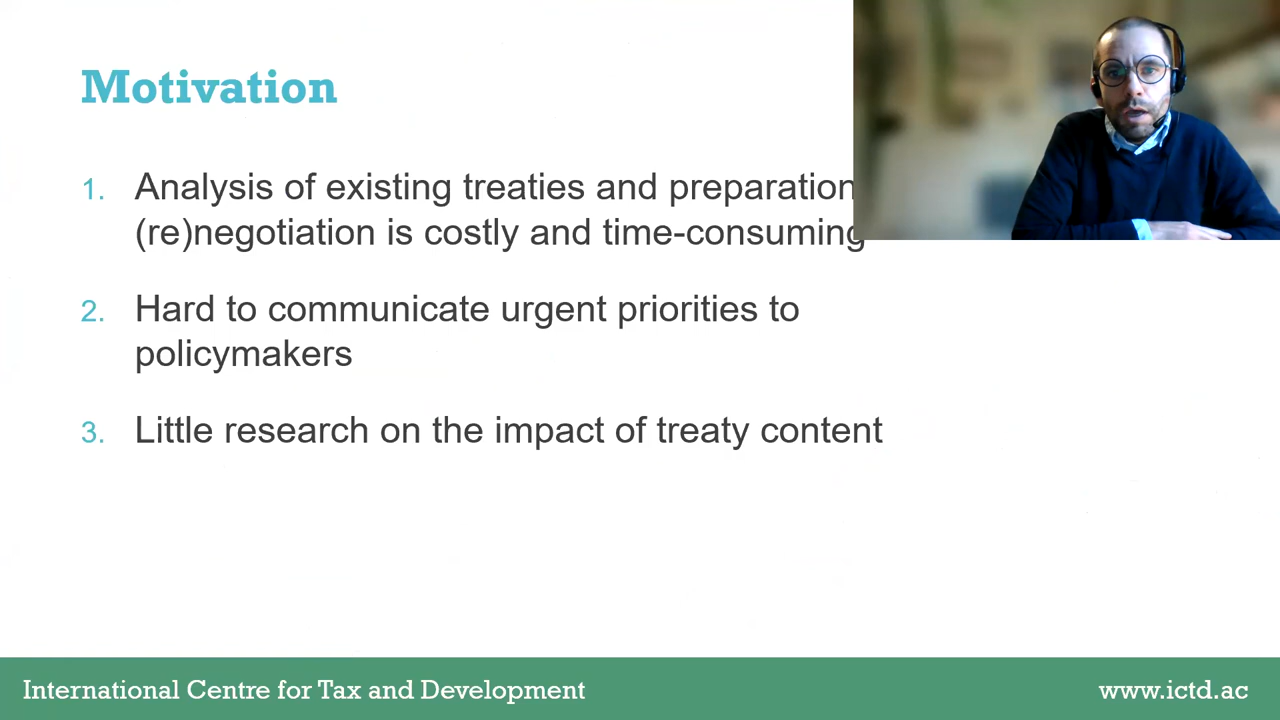 Motivation
1. Analysis of existing treaties and preparation
(re)negotiation is costly and time-consuming
2. Hard to communicate urgent priorities to
policymakers
3. Little research on the impact of treaty content
International Centre for Tax and Development
www.ictd.ac